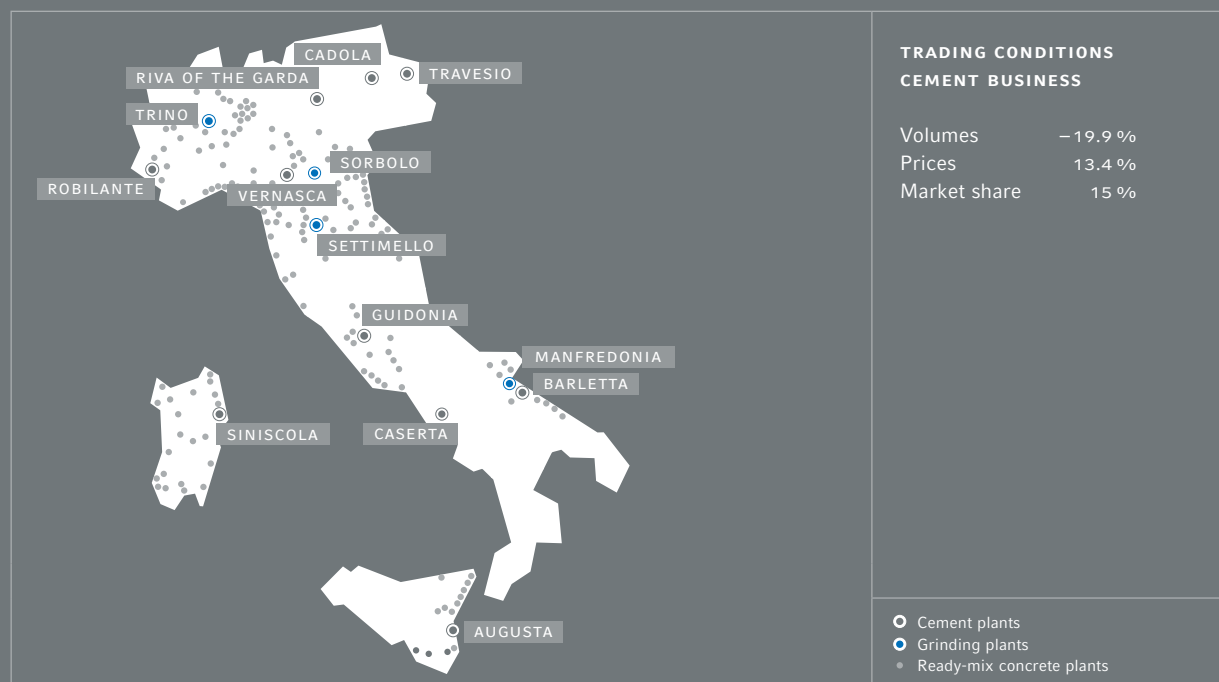 CADOLA
RIVA OF THE GARDA
TRAVESIO
TRINO
SORBOLO
ROBILANTE
VERNASCA
SETTIMELLO
GUIDONIA
MANFREDONIA
BARLETTA
SINISCOLA
CASERTA
AUGUSTA
TRADING CONDITIONS
CEMENT BUSINESS
Volumes –19.9 %
Prices 13.4 %
Market share 15 %
Cement plants
Grinding plants
Ready-mix concrete plants